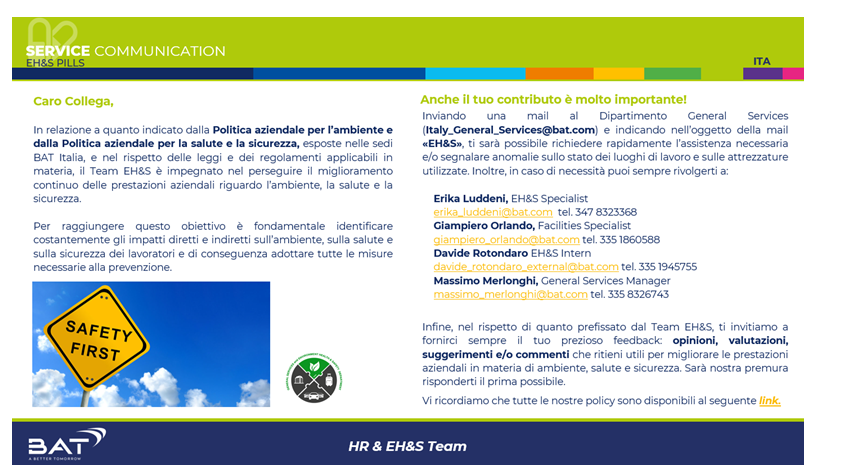 SERVICE COMMUNICATION
EH&S PILLS
ITA
Caro Collega,
In relazione a quanto indicato dalla Politica aziendale per l'ambiente e
dalla Politica aziendale per la salute e la sicurezza, esposte nelle sedi
BAT Italia, e nel rispetto delle leggi e dei regolamenti applicabili in
materia, il Team EH&S è impegnato nel perseguire il miglioramento
continuo delle prestazioni aziendali riguardo l'ambiente, la salute e la
sicurezza.
Per raggiungere questo obiettivo è fondamentale identificare
costantemente gli impatti diretti e indiretti sull'ambiente, sulla salute e
sulla sicurezza dei lavoratori e di conseguenza adottare tutte le misure
necessarie alla prevenzione.
SAFETY
FIRST
Anche il tuo contributo è molto importante!
Inviando una mail al Dipartimento General Services
(Italy_General_Services@bat.com) e indicando nell'oggetto della mail
«EH&S», ti sarà possibile richiedere rapidamente l'assistenza necessaria
e/o segnalare anomalie sullo stato dei luoghi di lavoro e sulle attrezzature
utilizzate. Inoltre, in caso di necessità puoi sempre rivolgerti a:
Erika Luddeni, EH&S Specialist
erika_luddeni@bat.com tel. 347 8323368
Giampiero Orlando, Facilities Specialist
giampiero_orlando@bat.com tel. 335 1860588
Davide Rotondaro EH&S Intern
davide_rotondaro_external@bat.com tel. 335 1945755
Massimo Merlonghi, General Services Manager
massimo_merlonghi@bat.com tel. 335 8326743
Infine, nel rispetto di quanto prefissato dal Team EH&S, ti invitiamo a
fornirci sempre il tuo prezioso feedback: opinioni, valutazioni,
suggerimenti e/o commenti che ritieni utili per migliorare le prestazioni
aziendali in materia di ambiente, salute e sicurezza. Sarà nostra premura
risponderti il prima possibile.
Vi ricordiamo che tutte le nostre policy sono disponibili al seguente link.
BAT
A BETTER TOMORROW
HR & EH&S Team